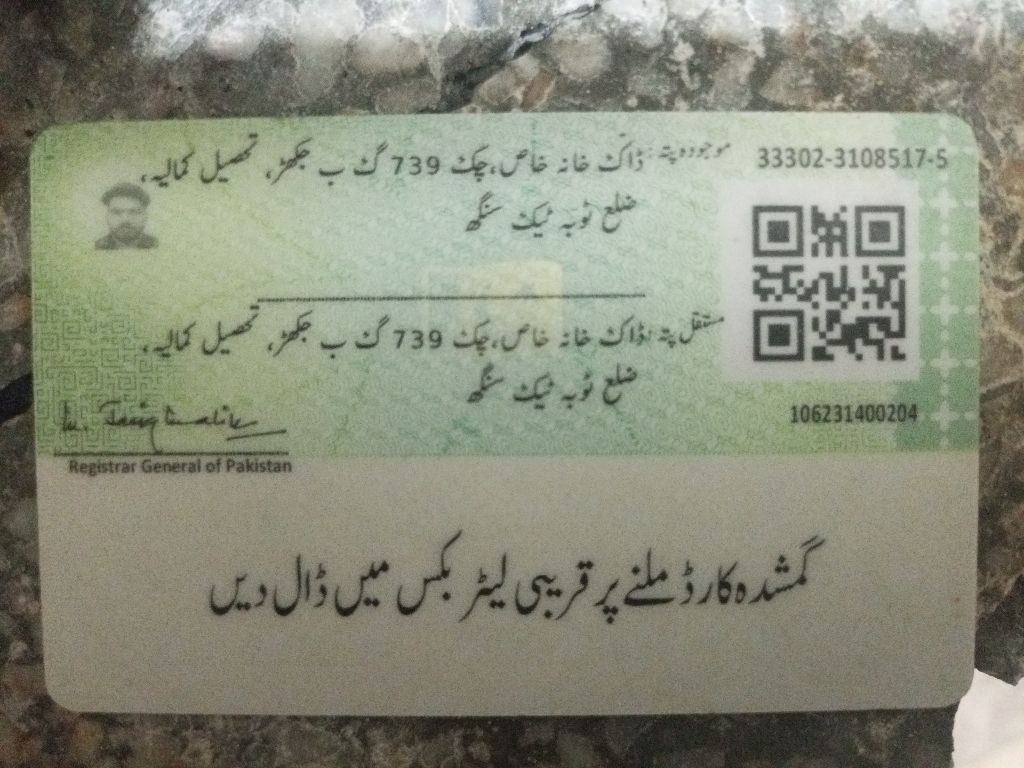 33302-3108517-5
موجودہ پتہ: ڈاک خانہ خاص، چک 739 گ ب جکھڑ، تحصیل کمالیہ،
ضلع ٹوبہ ٹیک سنگھ
مستقل پتہ: ڈاک خانہ خاص، چک 739 گ ب جکھڑ، تحصیل کمالیہ،
ضلع ٹوبہ ٹیک سنگھ
106231400204
Registrar General of Pakistan
گمشدہ کارڈ ملنے پر قریبی لیٹر بکس میں ڈال دیں